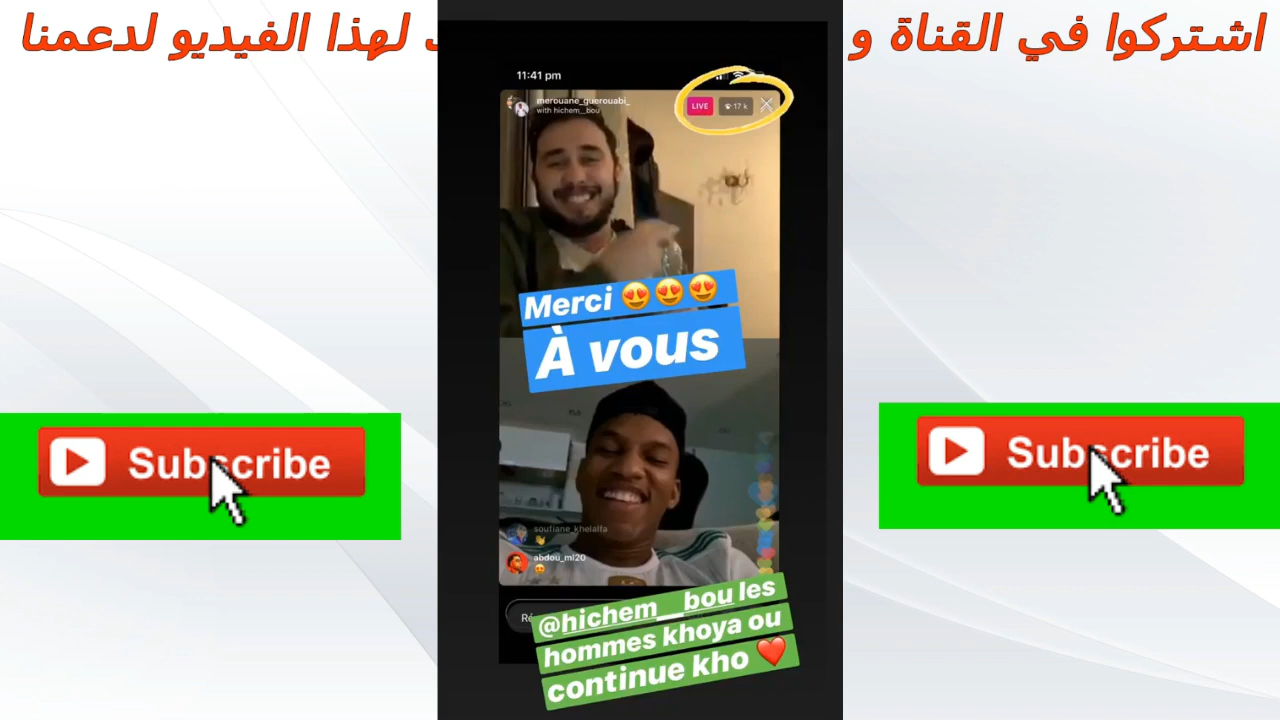 اشتركوا في القناة و
لهذا الفيديو لدعمنا
11:41 pm
merouane_guerouabi_
with hichem__bou
LIVE
17 k
Merci 😍😍😍
À vous
soufiane_khelaifa
👋
abdou_ml20
😍
@hichem__bou les
hommes khoya ou
continue kho ❤️
Subscribe
Subscribe